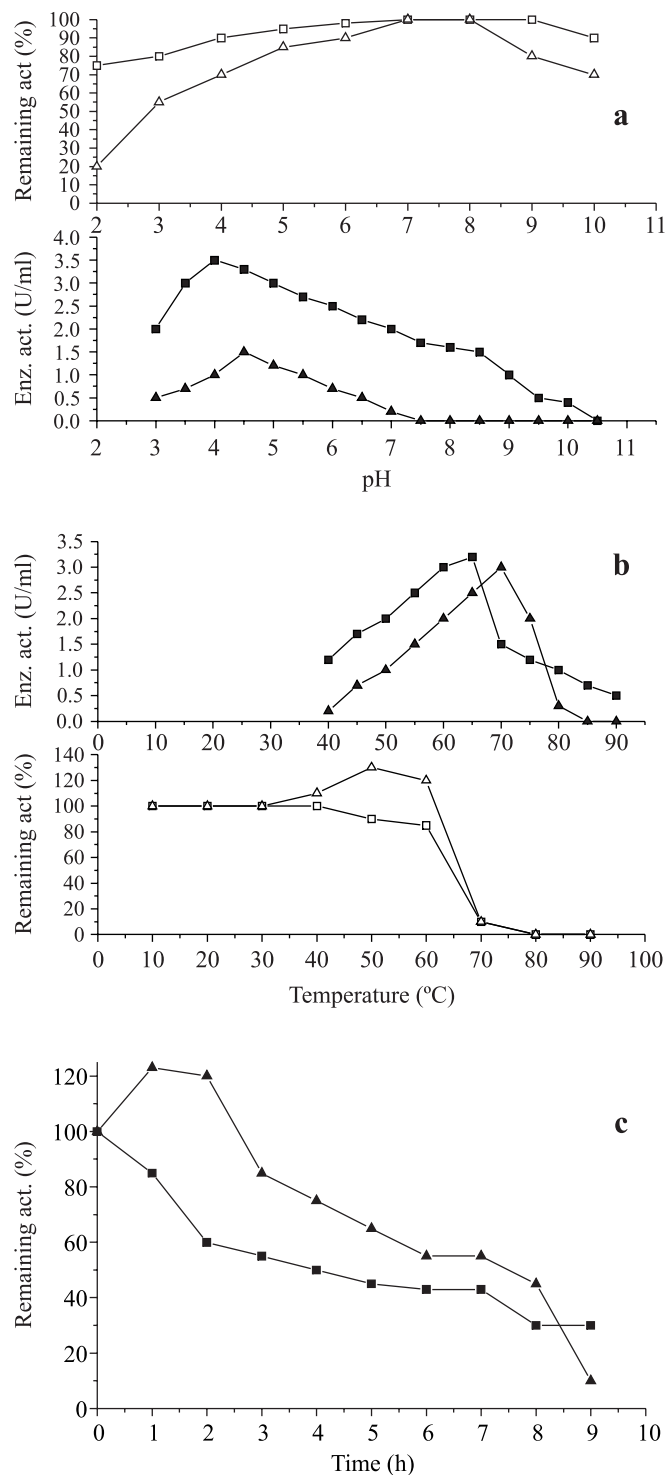 Remaining act (%)
100
90
80
70
60
50
40
30
20
10
0
a
2 3 4 5 6 7 8 9 10 11
Enz. act. (U/ml)
4.0
3.5
3.0
2.5
2.0
1.5
1.0
0.5
0.0
2 3 4 5 6 7 8 9 10 11
pH
Enz. act. (U/ml)
3.5
3.0
2.5
2.0
1.5
1.0
0.5
0.0
b
0 10 20 30 40 50 60 70 80 90
Remaining act (%)
140
120
100
80
60
40
20
0
0 10 20 30 40 50 60 70 80 90 100
Temperature (ºC)
Remaining act. (%)
120
100
80
60
40
20
0
c
0 1 2 3 4 5 6 7 8 9 10
Time (h)